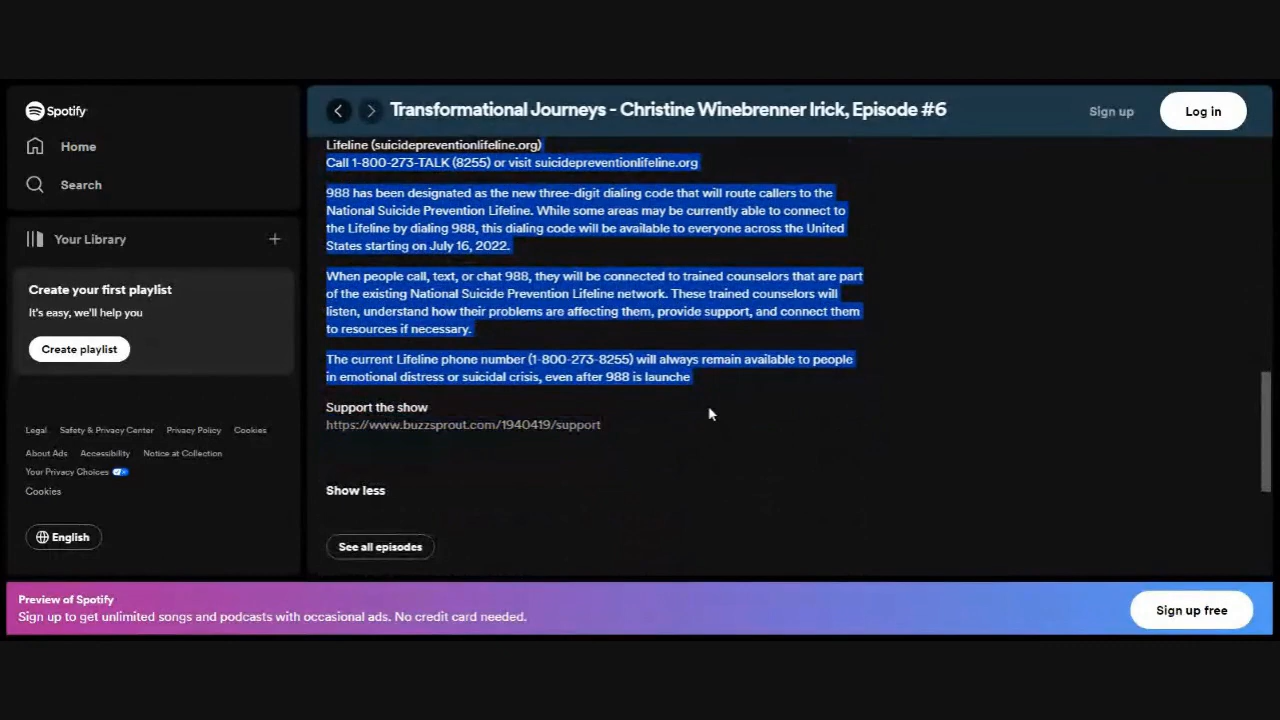 Spotify
Home
Search
Your Library
Create your first playlist
It's easy, we'll help you
Create playlist
Legal Safety & Privacy Center Privacy Policy Cookies
About Ads Accessibility Notice at Collection
Your Privacy Choices
Cookies
English
Transformational Journeys - Christine Winebrenner Irick, Episode #6
Sign up
Log in
Lifeline (suicidepreventionlifeline.org)
Call 1-800-273-TALK (8255) or visit suicidepreventionlifeline.org
988 has been designated as the new three-digit dialing code that will route callers to the
National Suicide Prevention Lifeline. While some areas may be currently able to connect to
the Lifeline by dialing 988, this dialing code will be available to everyone across the United
States starting on July 16, 2022.
When people call, text, or chat 988, they will be connected to trained counselors that are part
of the existing National Suicide Prevention Lifeline network. These trained counselors will
listen, understand how their problems are affecting them, provide support, and connect them
to resources if necessary.
The current Lifeline phone number (1-800-273-8255) will always remain available to people
in emotional distress or suicidal crisis, even after 988 is launche
Support the show
https://www.buzzsprout.com/1940419/support
Show less
See all episodes
Preview of Spotify
Sign up to get unlimited songs and podcasts with occasional ads. No credit card needed.
Sign up free